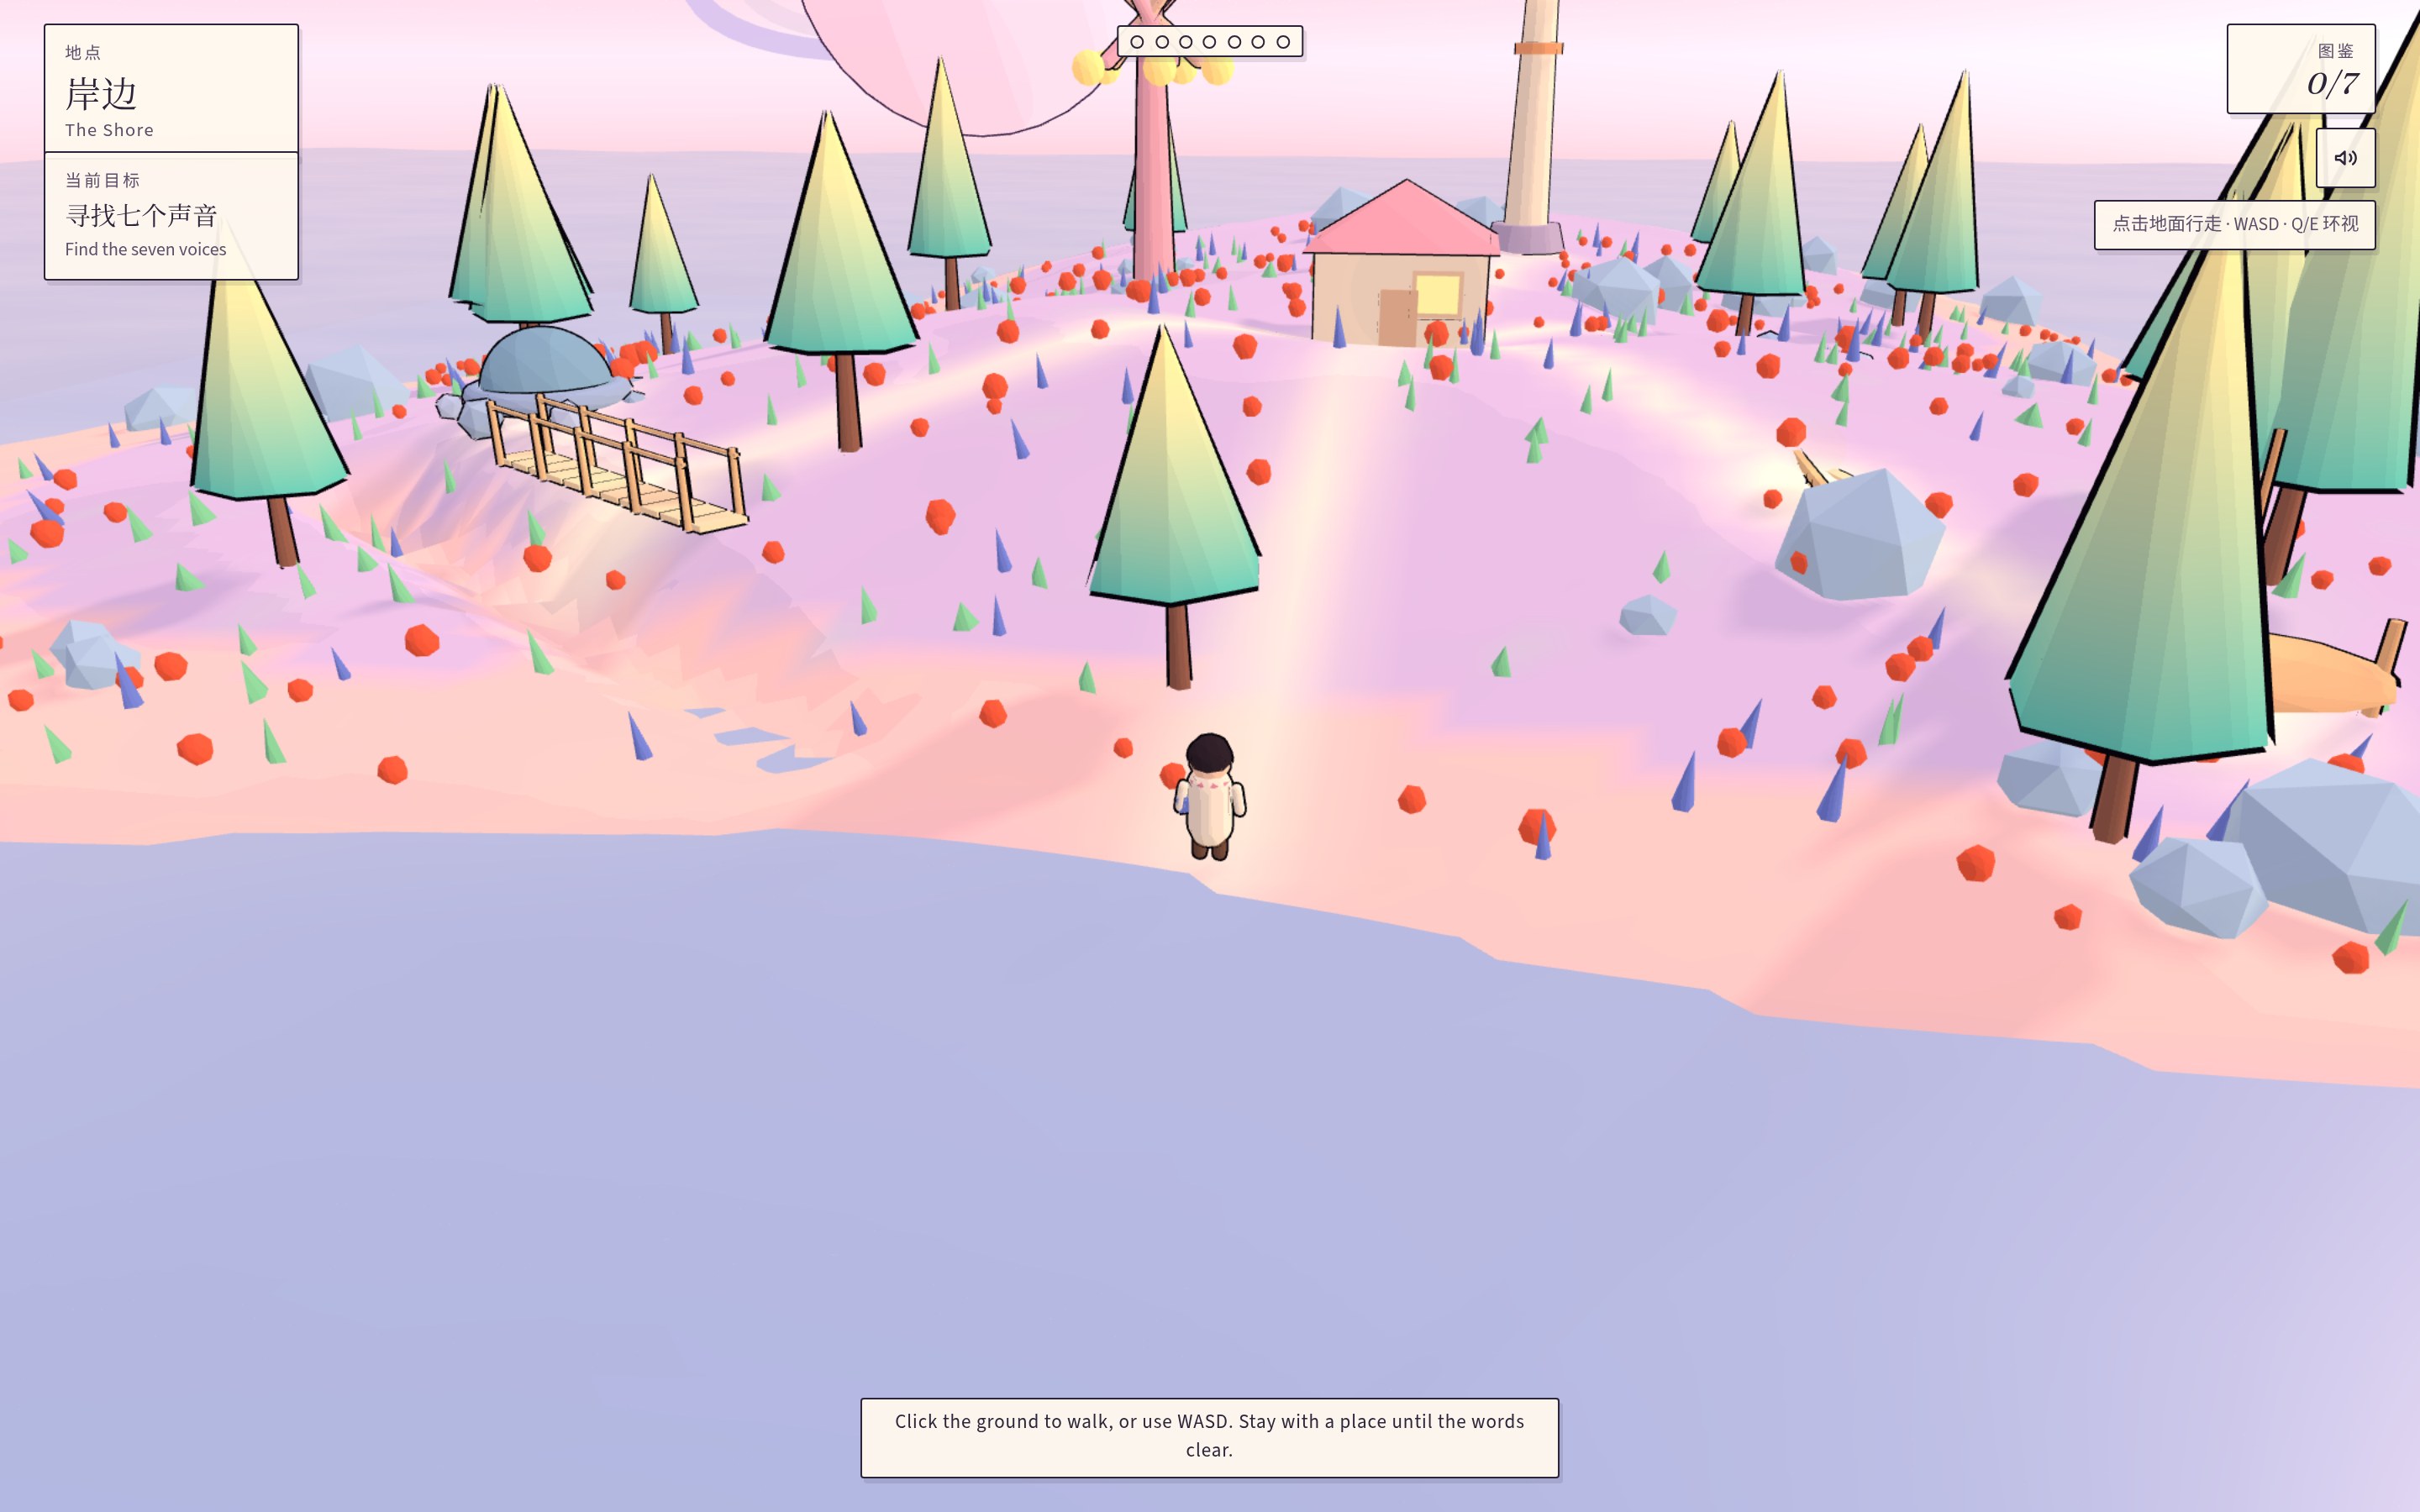 地点
岸边
The Shore
当前目标
寻找七个声音
Find the seven voices
图鉴
0/7
点击地面行走 · WASD · Q/E 环视
Click the ground to walk, or use WASD. Stay with a place until the words
clear.